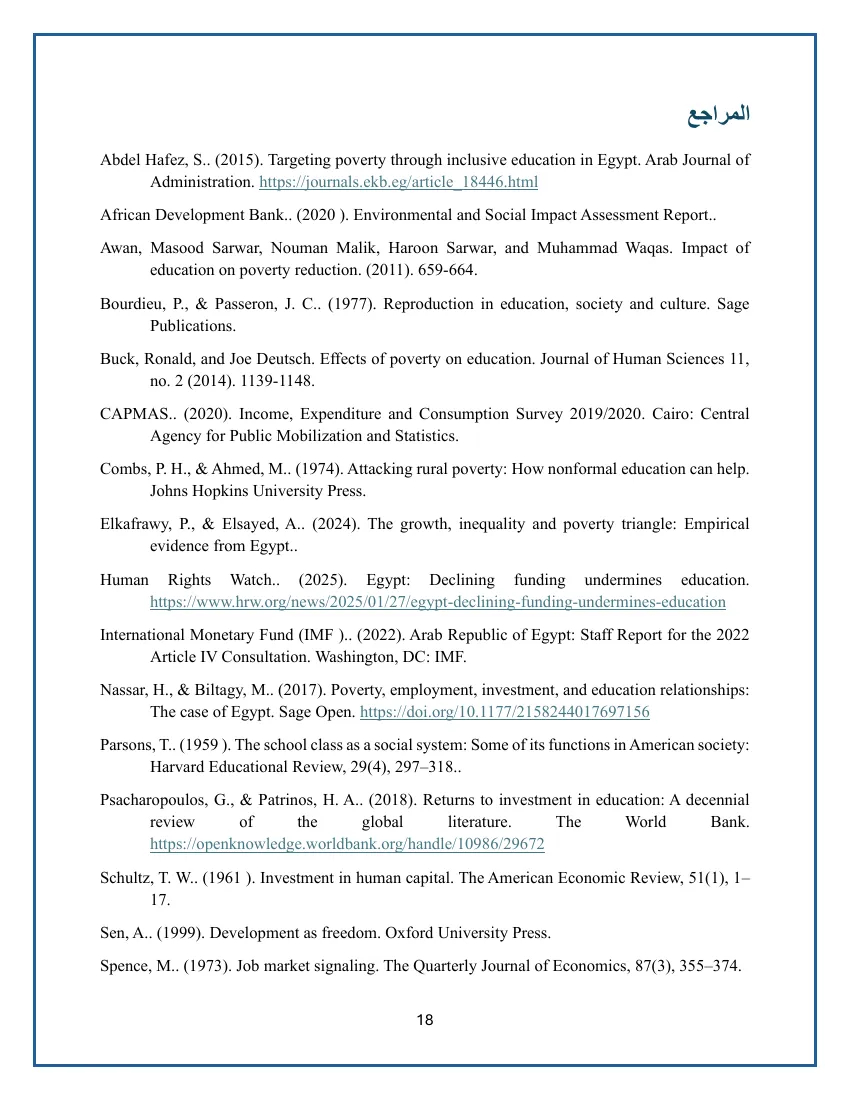 المراجع
Abdel Hafez, S.. (2015). Targeting poverty through inclusive education in Egypt. Arab Journal of
Administration. https://journals.ekb.eg/article_18446.html
African Development Bank.. (2020 ). Environmental and Social Impact Assessment Report..
Awan, Masood Sarwar, Nouman Malik, Haroon Sarwar, and Muhammad Waqas. Impact of
education on poverty reduction. (2011). 659-664.
Bourdieu, P., & Passeron, J. C.. (1977). Reproduction in education, society and culture. Sage
Publications.
Buck, Ronald, and Joe Deutsch. Effects of poverty on education. Journal of Human Sciences 11,
no. 2 (2014). 1139-1148.
CAPMAS.. (2020). Income, Expenditure and Consumption Survey 2019/2020. Cairo: Central
Agency for Public Mobilization and Statistics.
Combs, P. H., & Ahmed, M.. (1974). Attacking rural poverty: How nonformal education can help.
Johns Hopkins University Press.
Elkafrawy, P., & Elsayed, A.. (2024). The growth, inequality and poverty triangle: Empirical
evidence from Egypt..
Human Rights Watch.. (2025). Egypt: Declining funding undermines education.
https://www.hrw.org/news/2025/01/27/egypt-declining-funding-undermines-education
International Monetary Fund (IMF ).. (2022). Arab Republic of Egypt: Staff Report for the 2022
Article IV Consultation. Washington, DC: IMF.
Nassar, H., & Biltagy, M.. (2017). Poverty, employment, investment, and education relationships:
The case of Egypt. Sage Open. https://doi.org/10.1177/2158244017697156
Parsons, T.. (1959 ). The school class as a social system: Some of its functions in American society:
Harvard Educational Review, 29(4), 297–318..
Psacharopoulos, G., & Patrinos, H. A.. (2018). Returns to investment in education: A decennial
review of the global literature. The World Bank.
https://openknowledge.worldbank.org/handle/10986/29672
Schultz, T. W.. (1961 ). Investment in human capital. The American Economic Review, 51(1), 1–
17.
Sen, A.. (1999). Development as freedom. Oxford University Press.
Spence, M.. (1973). Job market signaling. The Quarterly Journal of Economics, 87(3), 355–374.
18